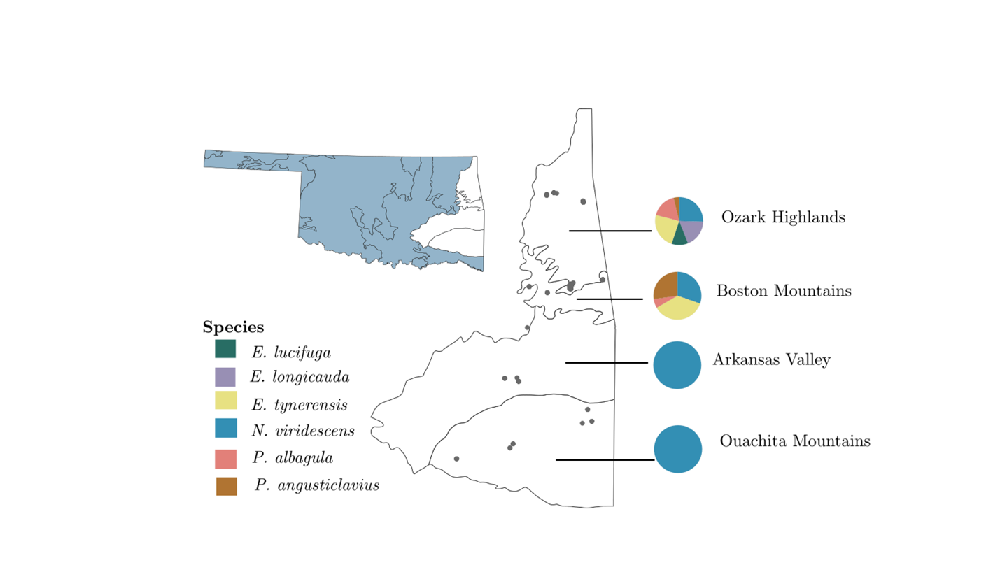 Ozark Highlands
Boston Mountains
Arkansas Valley
Ouachita Mountains
Species
E. lucifuga
E. longicauda
E. tynerensis
N. viridescens
P. albagula
P. angusticlavius